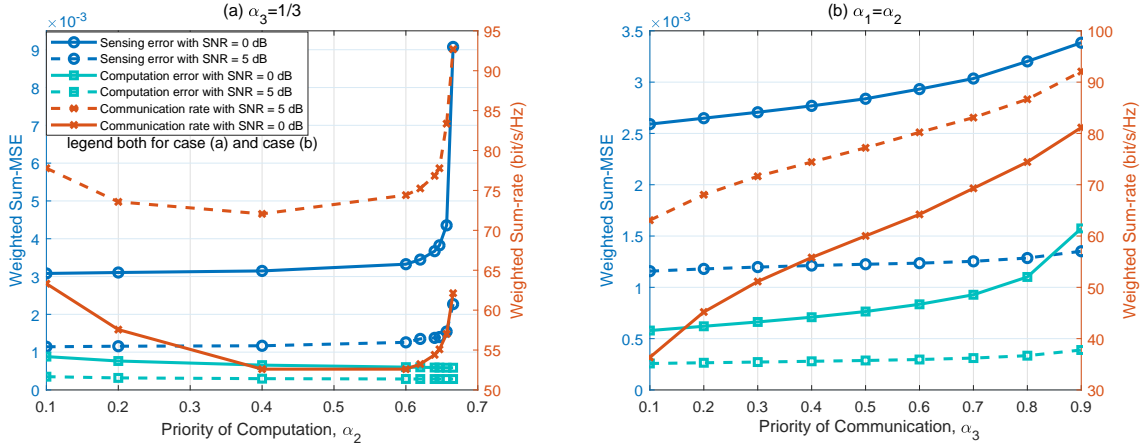 (a) α3=1/3
×10-3
9
8
7
6
5
4
3
2
1
0
Weighted Sum-MSE
Sensing error with SNR = 0 dB
Sensing error with SNR = 5 dB
Computation error with SNR = 0 dB
Computation error with SNR = 5 dB
Communication rate with SNR = 5 dB
Communication rate with SNR = 0 dB
legend both for case (a) and case (b)
95
90
85
80
75
70
65
60
55
50
Weighted Sum-rate (bit/s/Hz)
0.1 0.2 0.3 0.4 0.5 0.6 0.7
Priority of Computation, α2
(b) α1=α2
×10-3
3.5
3
2.5
2
1.5
1
0.5
0
Weighted Sum-MSE
100
90
80
70
60
50
40
30
Weighted Sum-rate (bit/s/Hz)
0.1 0.2 0.3 0.4 0.5 0.6 0.7 0.8 0.9
Priority of Communication, α3